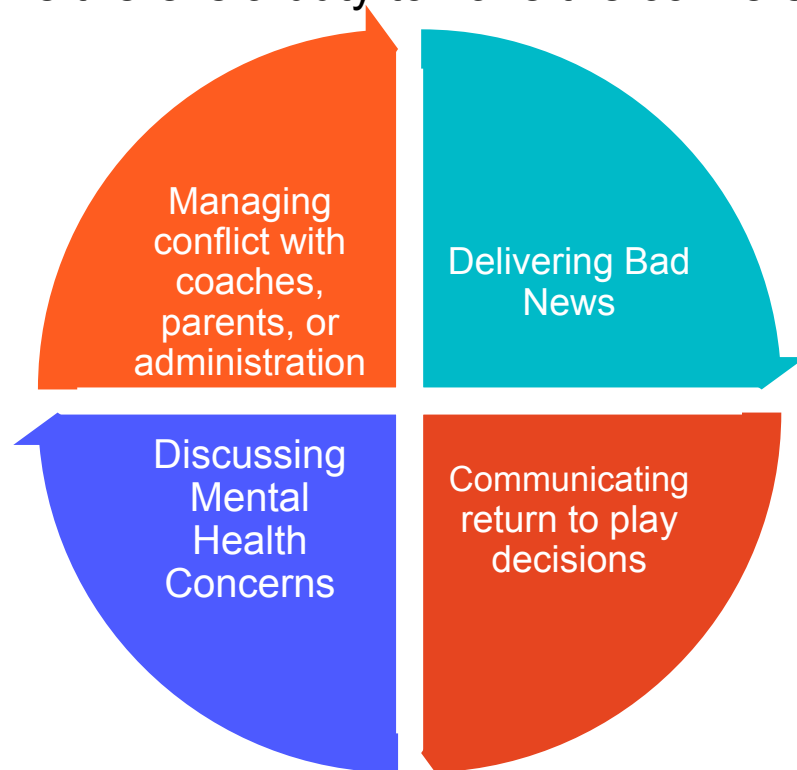 Managing
conflict with
coaches,
parents, or
administration
Delivering Bad
News
Discussing
Mental
Health
Concerns
Communicating
return to play
decisions